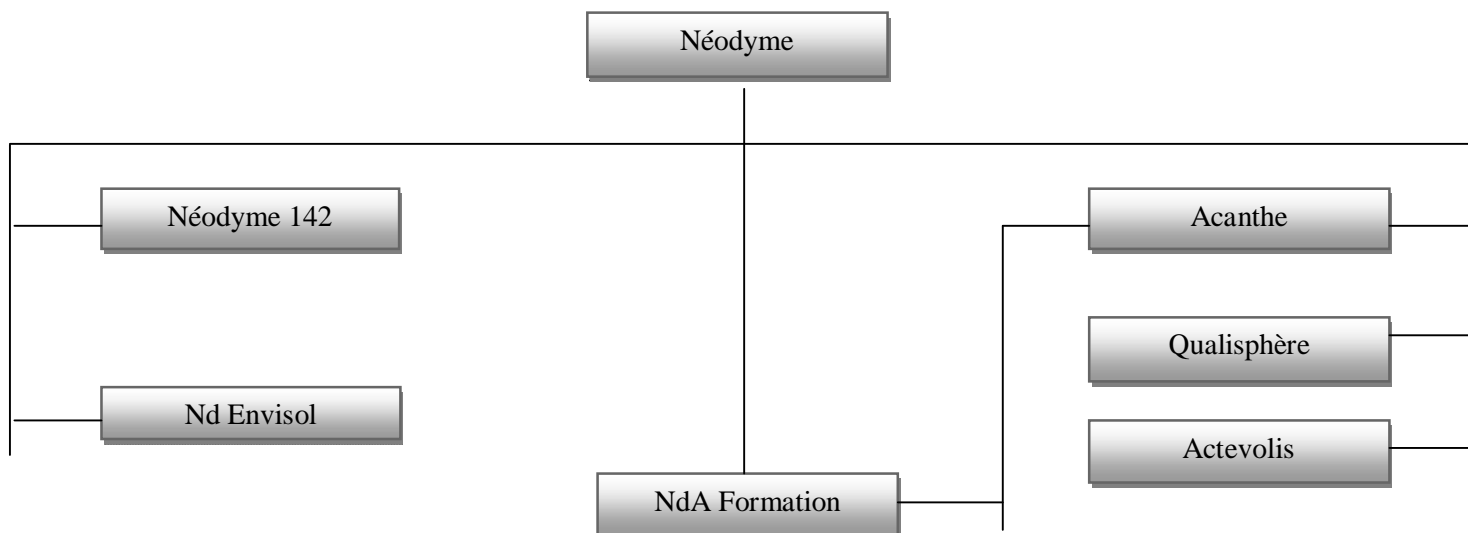 Néodyme
Néodyme 142
Acanthe
Qualisphère
Nd Envisol
Actevolis
NdA Formation